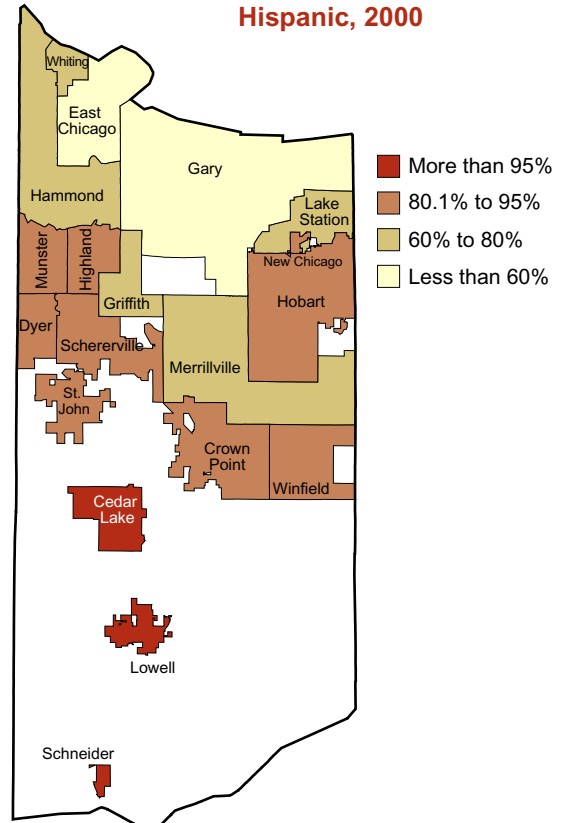 Hispanic, 2000
Whiting
East
Chicago
Gary
Hammond
Lake
Station
New Chicago
Munster
Highland
Hobart
Griffith
Dyer
Schererville
Merrillville
St.
John
Crown
Point
Winfield
Cedar
Lake
Lowell
Schneider
More than 95%
80.1% to 95%
60% to 80%
Less than 60%